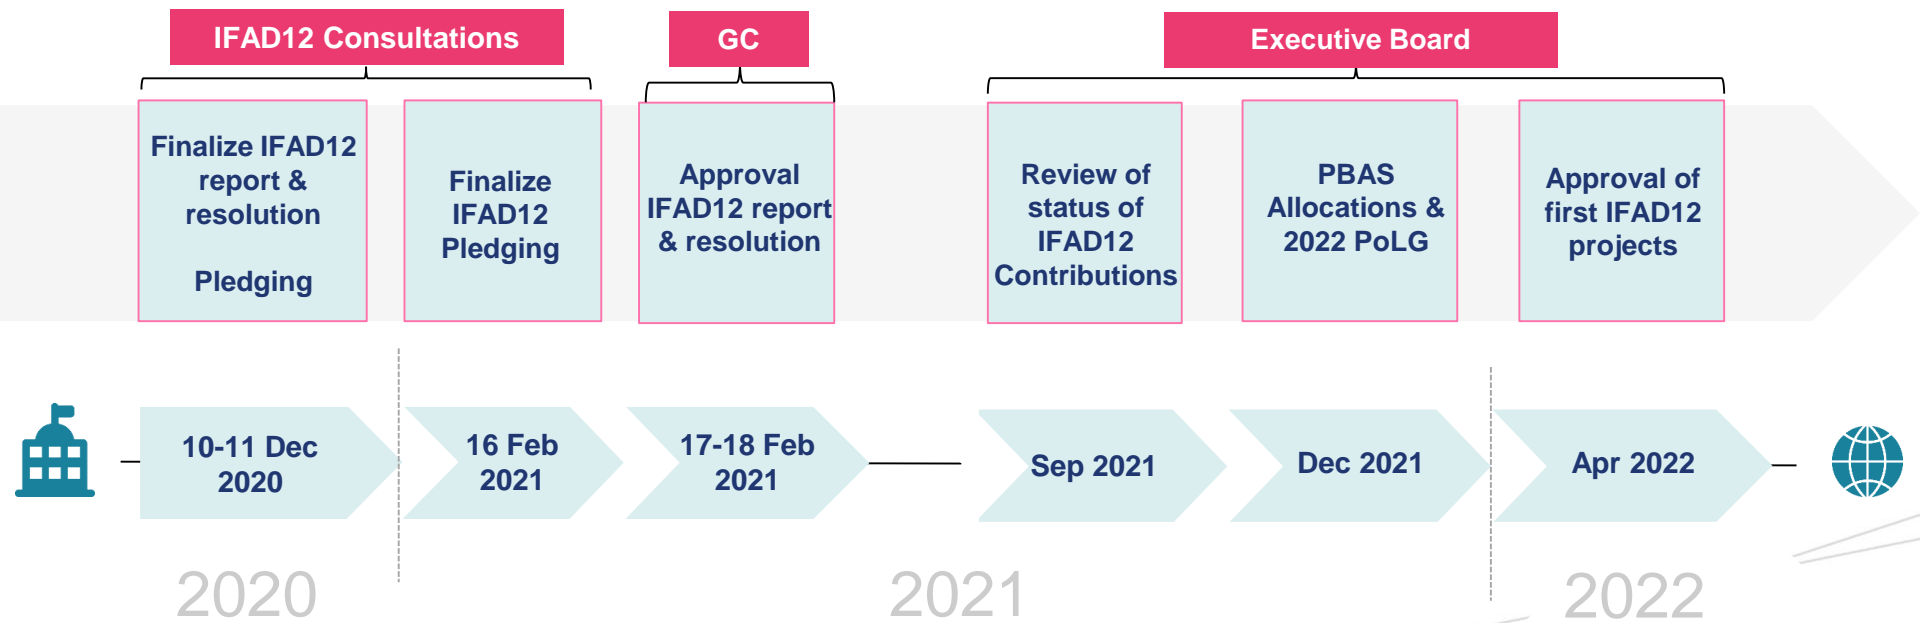 IFAD12 Consultations
GC
Executive Board
Finalize IFAD12
report &
resolution
Pledging
Finalize
IFAD12
Pledging
Approval
IFAD12 report
& resolution
Review of
status of
IFAD12
Contributions
PBAS
Allocations &
2022 PoLG
Approval of
first IFAD12
projects
10-11 Dec
2020
16 Feb
2021
17-18 Feb
2021
Sep 2021
Dec 2021
Apr 2022
2020
2021
2022